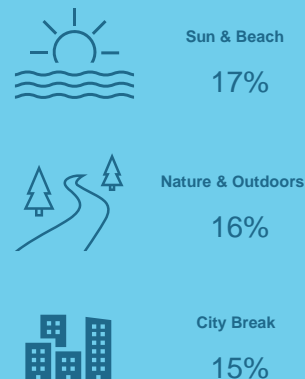 Sun & Beach
17%
Nature & Outdoors
16%
City Break
15%